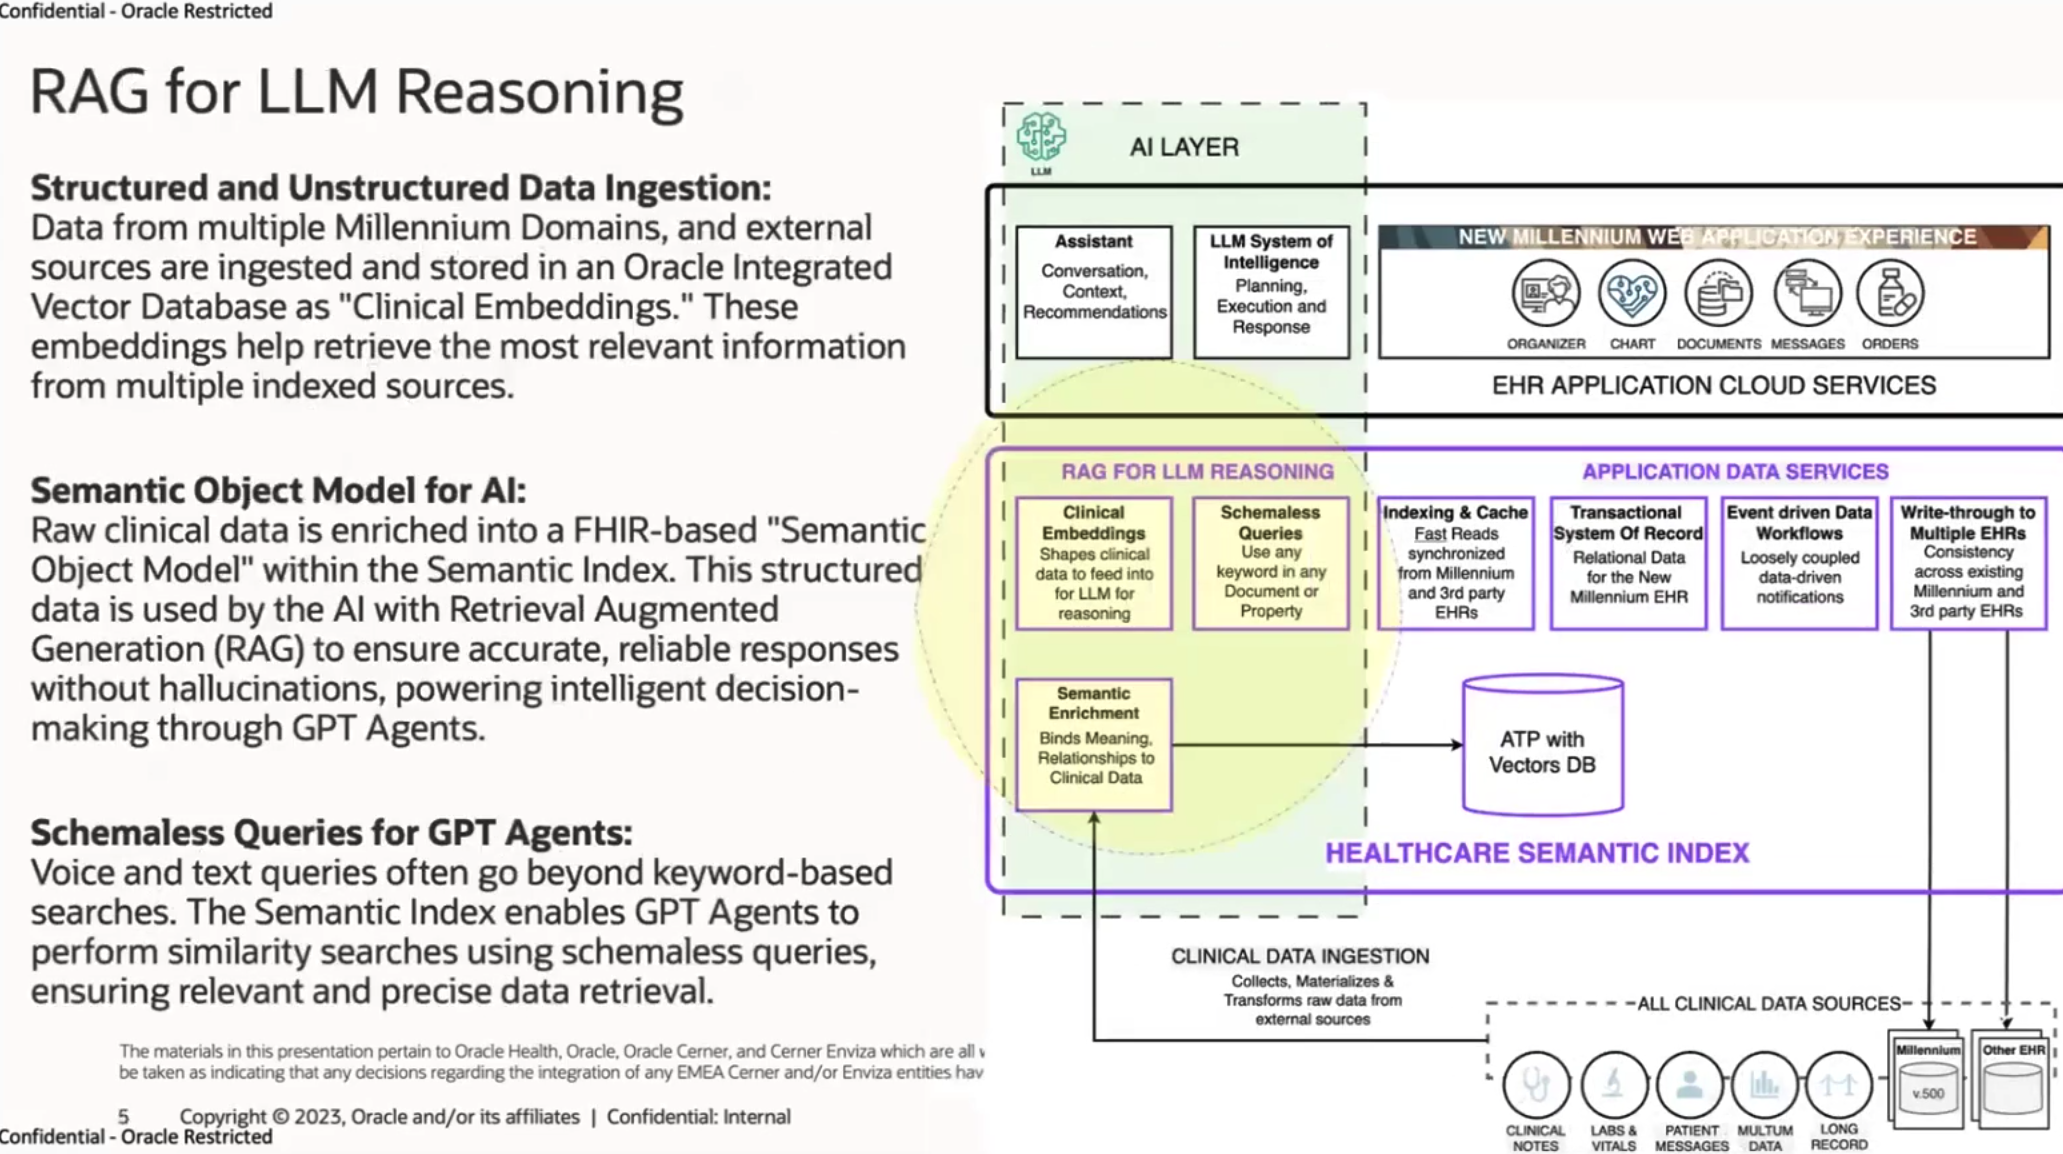 Confidential - Oracle Restricted
RAG for LLM Reasoning
Structured and Unstructured Data Ingestion:
Data from multiple Millennium Domains, and external
sources are ingested and stored in an Oracle Integrated
Vector Database as "Clinical Embeddings." These
embeddings help retrieve the most relevant information
from multiple indexed sources.
Semantic Object Model for AI:
Raw clinical data is enriched into a FHIR-based "Semantic
Object Model" within the Semantic Index. This structured
data is used by the AI with Retrieval Augmented
Generation (RAG) to ensure accurate, reliable responses
without hallucinations, powering intelligent decision-
making through GPT Agents.
Schemaless Queries for GPT Agents:
Voice and text queries often go beyond keyword-based
searches. The Semantic Index enables GPT Agents to
perform similarity searches using schemaless queries,
ensuring relevant and precise data retrieval.
The materials in this presentation pertain to Oracle Health, Oracle, Oracle Cerner, and Cerner Enviza which are all
be taken as indicating that any decisions regarding the integration of any EMEA Cerner and/or Enviza entities hav
5 Copyright © 2023, Oracle and/or its affiliates | Confidential: Internal
Confidential - Oracle Restricted
LLM
AI LAYER
Assistant
Conversation,
Context,
Recommendations
LLM System of
Intelligence
Planning,
Execution and
Response
NEW MILLENNIUM WEB APPLICATION EXPERIENCE
ORGANIZER
CHART
DOCUMENTS
MESSAGES
ORDERS
EHR APPLICATION CLOUD SERVICES
RAG FOR LLM REASONING
APPLICATION DATA SERVICES
Clinical
Embeddings
Shapes clinical
data to feed into
for LLM for
reasoning
Schemaless
Queries
Use any
keyword in any
Document or
Property
Indexing & Cache
Fast Reads
synchronized
from Millennium
and 3rd party
EHRs
Transactional
System Of Record
Relational Data
for the New
Millennium EHR
Event driven Data
Workflows
Loosely coupled
data-driven
notifications
Write-through to
Multiple EHRs
Consistency
across existing
Millennium and
3rd party EHRs
Semantic
Enrichment
Binds Meaning,
Relationships to
Clinical Data
ATP with
Vectors DB
HEALTHCARE SEMANTIC INDEX
CLINICAL DATA INGESTION
Collects, Materializes &
Transforms raw data from
external sources
ALL CLINICAL DATA SOURCES
CLINICAL
NOTES
LABS &
VITALS
PATIENT
MESSAGES
MULTUM
DATA
LONG
RECORD
Millennium
v.500
Other EHR